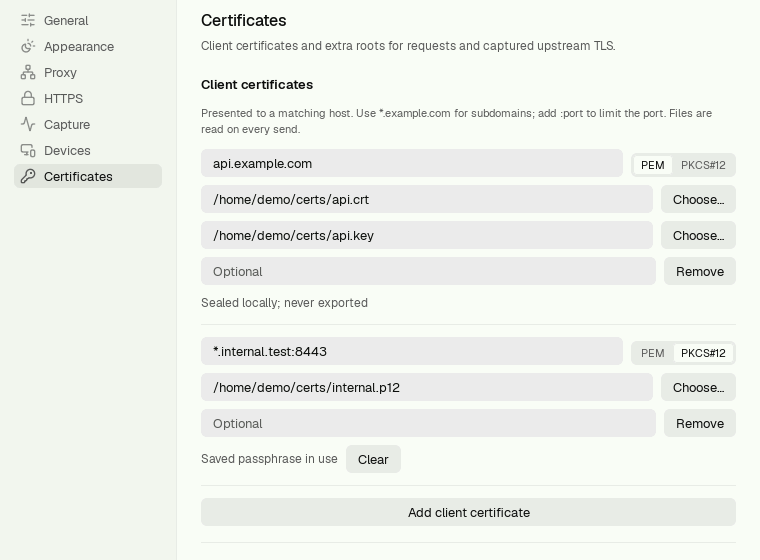 General
Appearance
Proxy
HTTPS
Capture
Devices
Certificates
Certificates
Client certificates and extra roots for requests and captured upstream TLS.
Client certificates
Presented to a matching host. Use *.example.com for subdomains; add :port to limit the port. Files are
read on every send.
api.example.com PEM PKCS#12
/home/demo/certs/api.crt Choose...
/home/demo/certs/api.key Choose...
Optional Remove
Sealed locally; never exported
*.internal.test:8443 PEM PKCS#12
/home/demo/certs/internal.p12 Choose...
Optional Remove
Saved passphrase in use Clear
Add client certificate